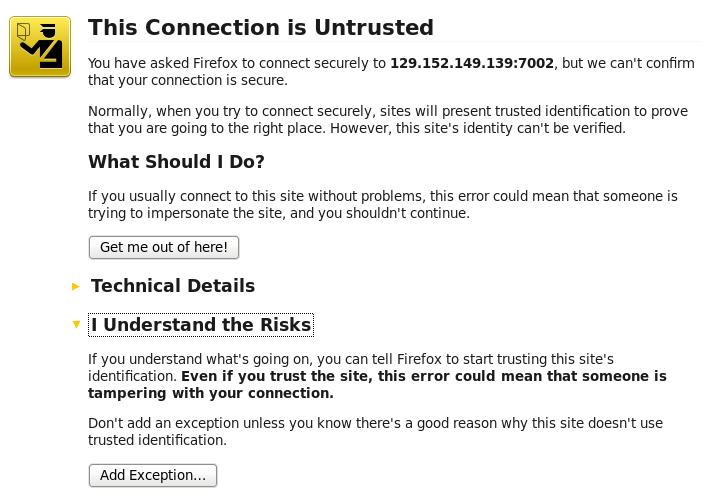 This Connection is Untrusted
You have asked Firefox to connect securely to 129.152.149.139:7002, but we can't confirm
that your connection is secure.
Normally, when you try to connect securely, sites will present trusted identification to prove
that you are going to the right place. However, this site's identity can't be verified.
What Should I Do?
If you usually connect to this site without problems, this error could mean that someone is
trying to impersonate the site, and you shouldn't continue.
Get me out of here!
Technical Details
I Understand the Risks
If you understand what's going on, you can tell Firefox to start trusting this site's
identification. Even if you trust the site, this error could mean that someone is
tampering with your connection.
Don't add an exception unless you know there's a good reason why this site doesn't use
trusted identification.
Add Exception...